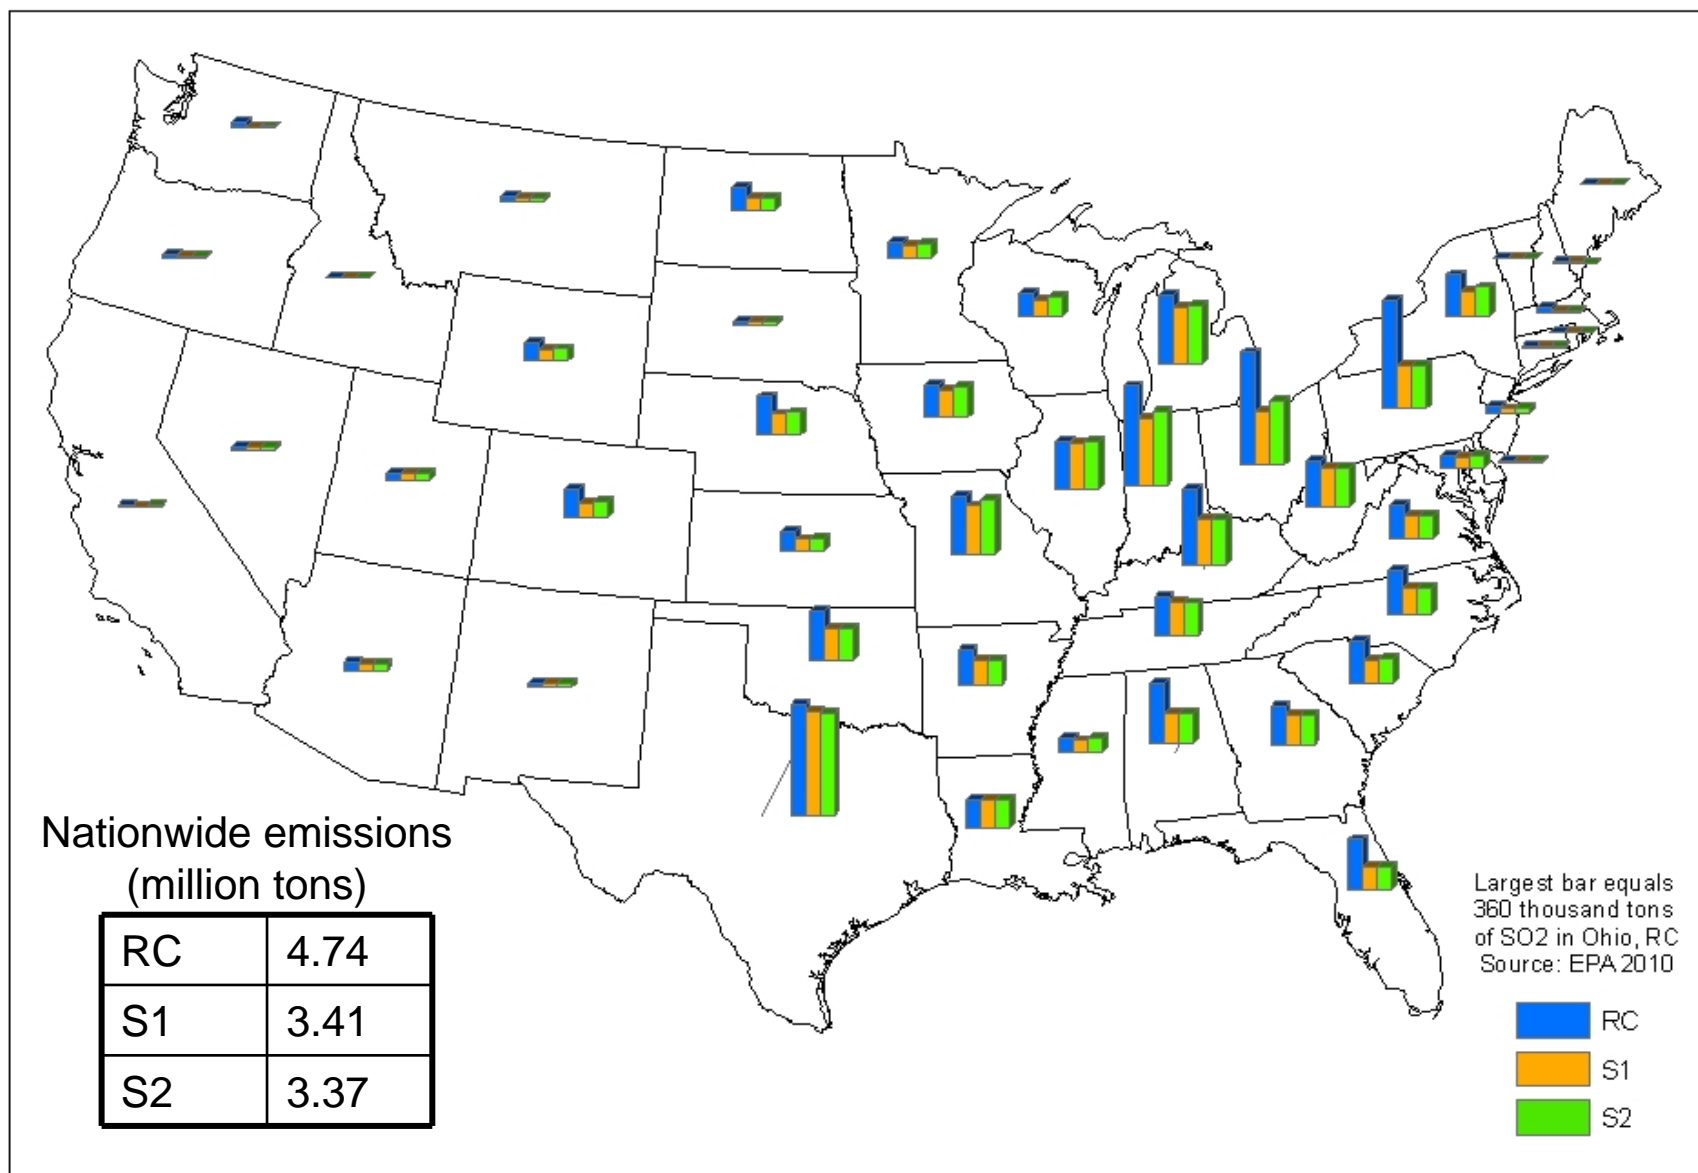 Nationwide emissions
(million tons)
RC 4.74
S1 3.41
S2 3.37
Largest bar equals
360 thousand tons
of SO2 in Ohio, RC
Source: EPA 2010
RC
S1
S2